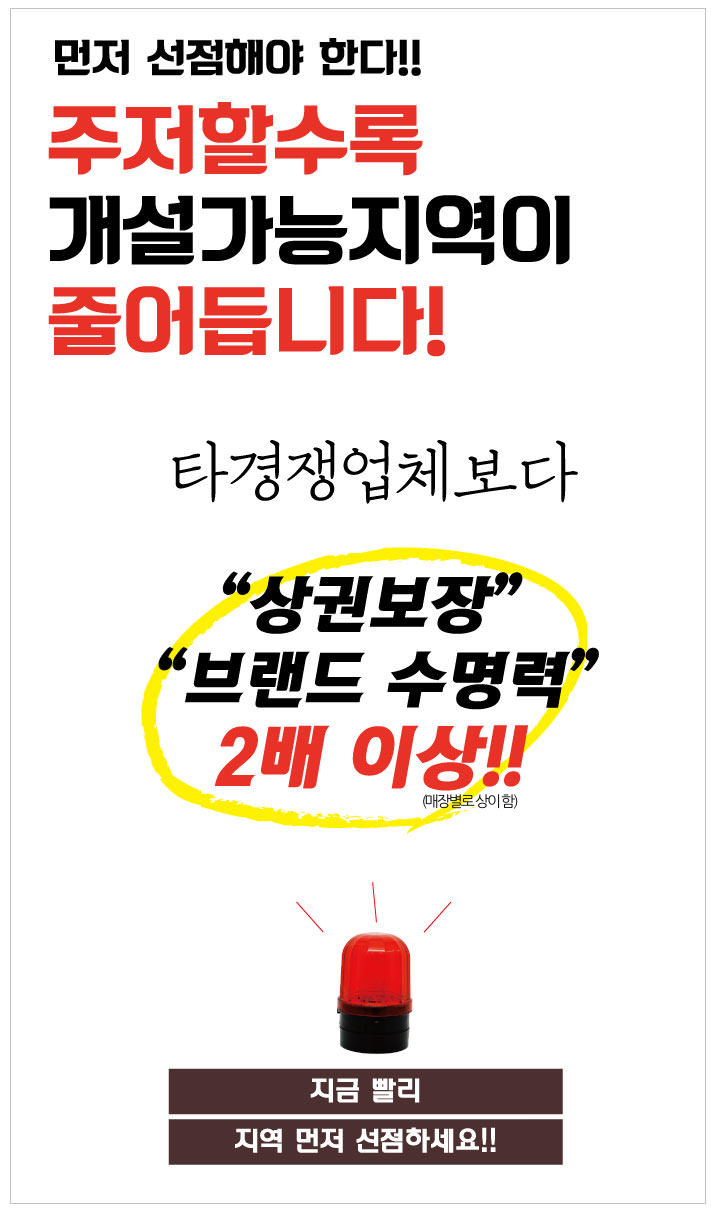 먼저 선점해야 한다!!
주저할수록
개설가능지역이
줄어듭니다!
타경쟁업체보다
“상권보장”
“브랜드 수명력”
2배 이상!!
(매장별로 상이함)
지금 빨리
지역 먼저 선점하세요!!